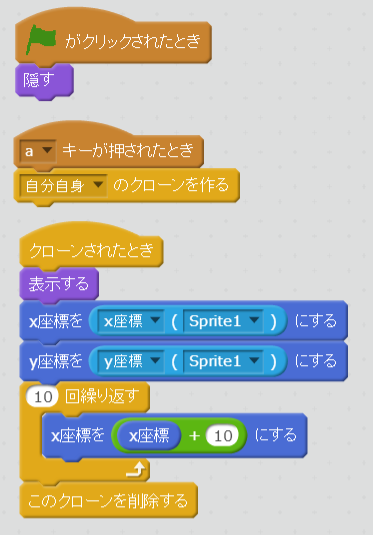 がクリックされたとき
隠す
a キーが押されたとき
自分自身 のクローンを作る
クローンされたとき
表示する
x座標を x座標 ( Sprite1 ) にする
y座標を y座標 ( Sprite1 ) にする
10 回繰り返す
x座標を x座標 + 10 にする
このクローンを削除する